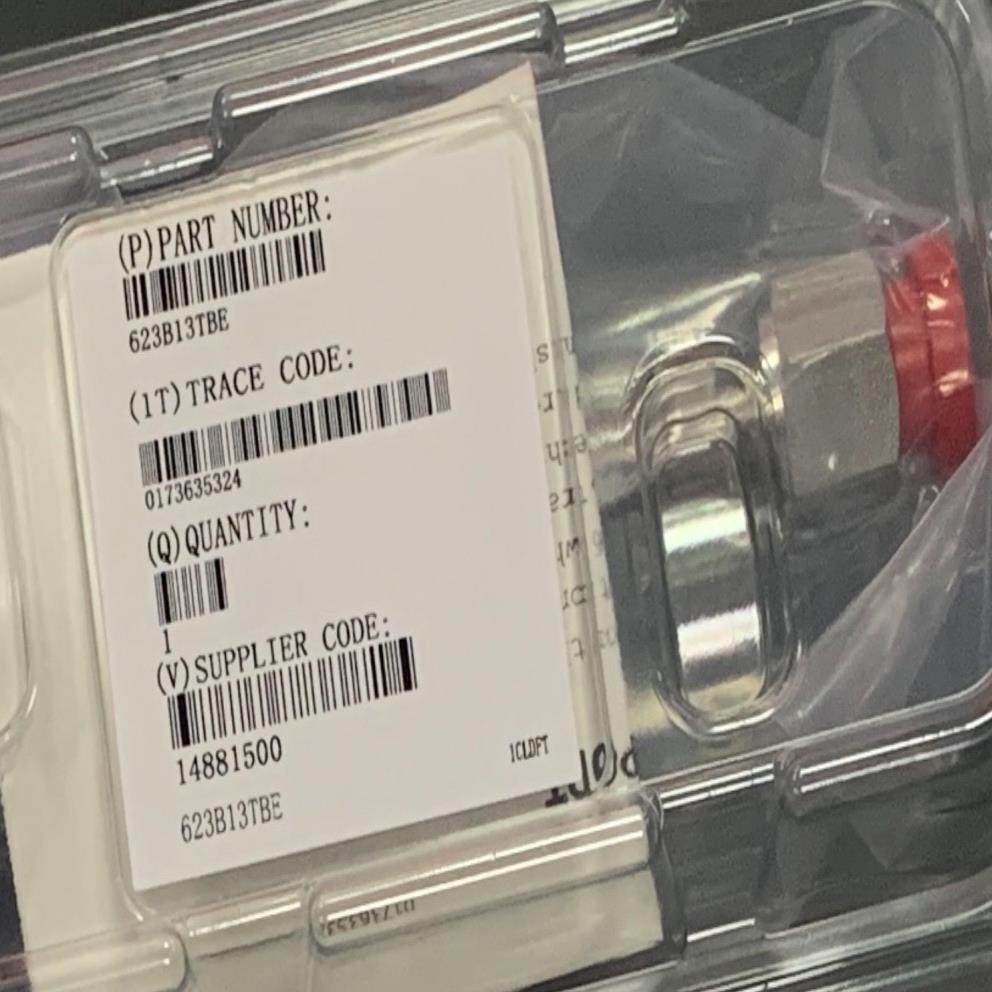 (P)PART NUMBER:
623B13TBE
(1T)TRACE CODE:
0173635324
(Q)QUANTITY:
1
(V)SUPPLIER CODE:
14881500
1CLDFT
623B13TBE